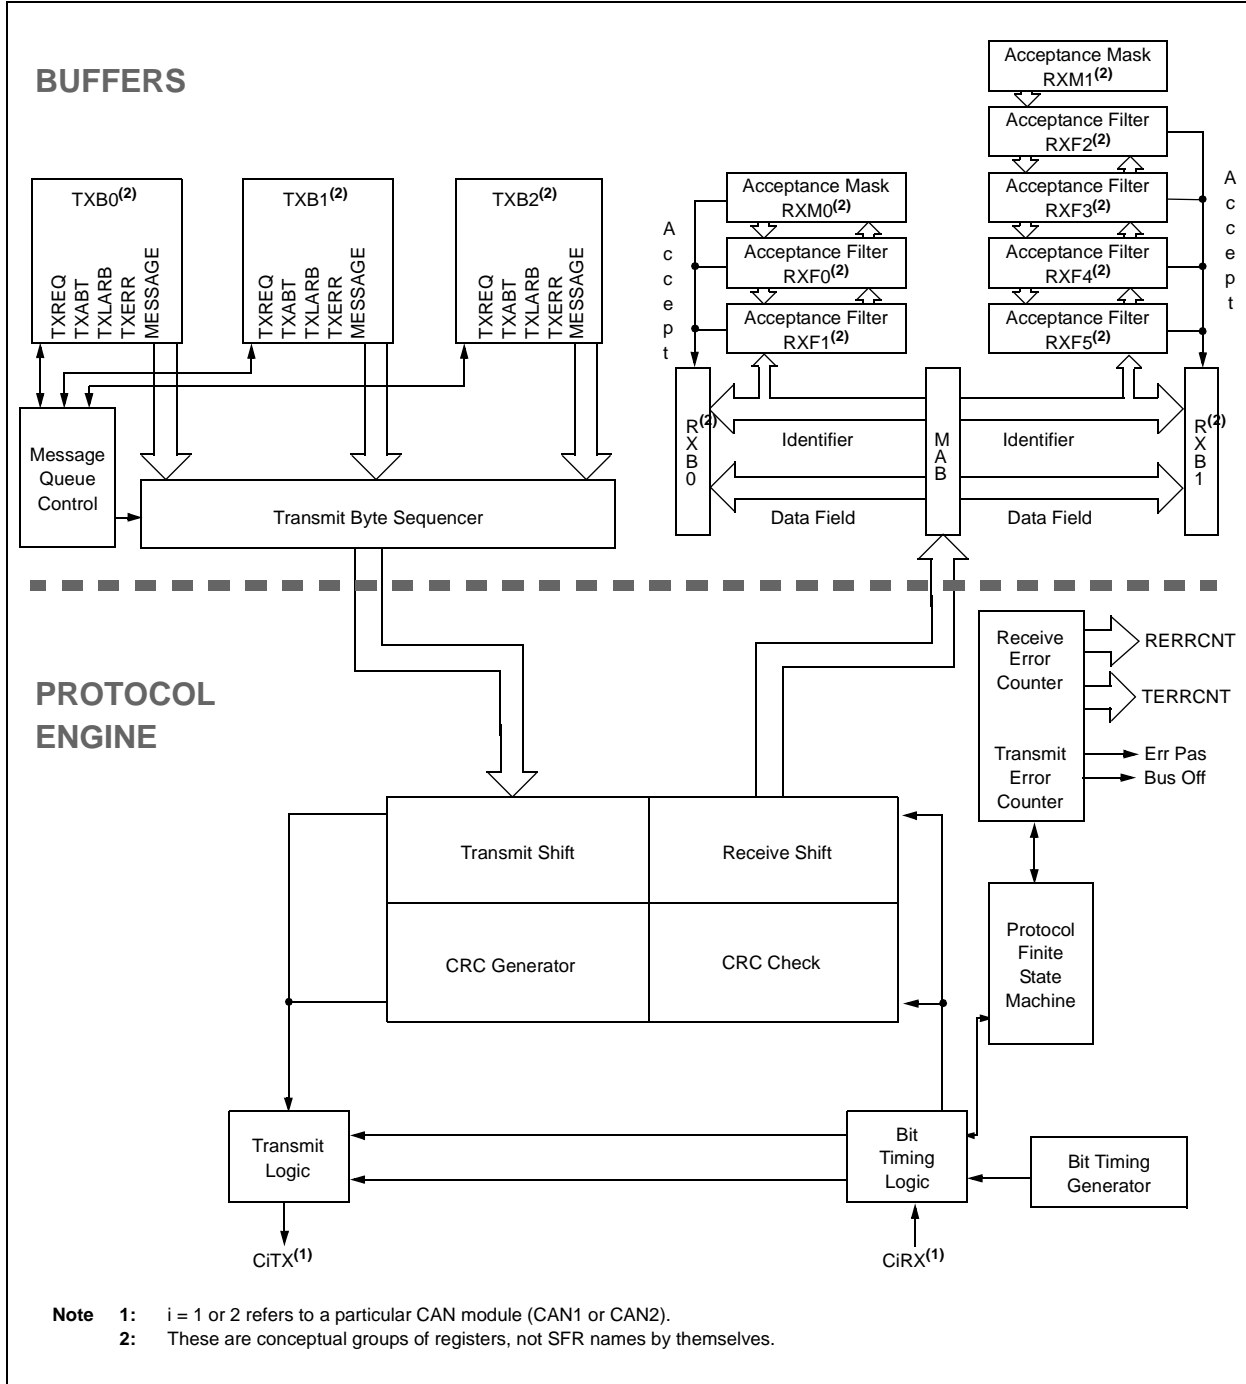 BUFFERS
Acceptance Mask
RXM1(2)
Acceptance Filter
RXF2(2)
Acceptance Filter
RXF3(2)
Acceptance Filter
RXF4(2)
Acceptance Filter
RXF5(2)
Accept
Acceptance Mask
RXM0(2)
Acceptance Filter
RXF0(2)
Acceptance Filter
RXF1(2)
Accept
TXB0(2)
TXREQ
TXABT
TXLARB
TXERR
MESSAGE
TXB1(2)
TXREQ
TXABT
TXLARB
TXERR
MESSAGE
TXB2(2)
TXREQ
TXABT
TXLARB
TXERR
MESSAGE
Message
Queue
Control
Transmit Byte Sequencer
RXB0(2)
Identifier
MAB
Identifier
RXB1(2)
Data Field
Data Field
PROTOCOL
ENGINE
Receive
Error
Counter
RERRCNT
TERRCNT
Transmit
Error
Counter
Err Pas
Bus Off
Transmit Shift
Receive Shift
CRC Generator
CRC Check
Protocol
Finite
State
Machine
Transmit
Logic
Bit
Timing
Logic
Bit Timing
Generator
CiTX(1)
CiRX(1)
Note 1: i = 1 or 2 refers to a particular CAN module (CAN1 or CAN2).
2: These are conceptual groups of registers, not SFR names by themselves.